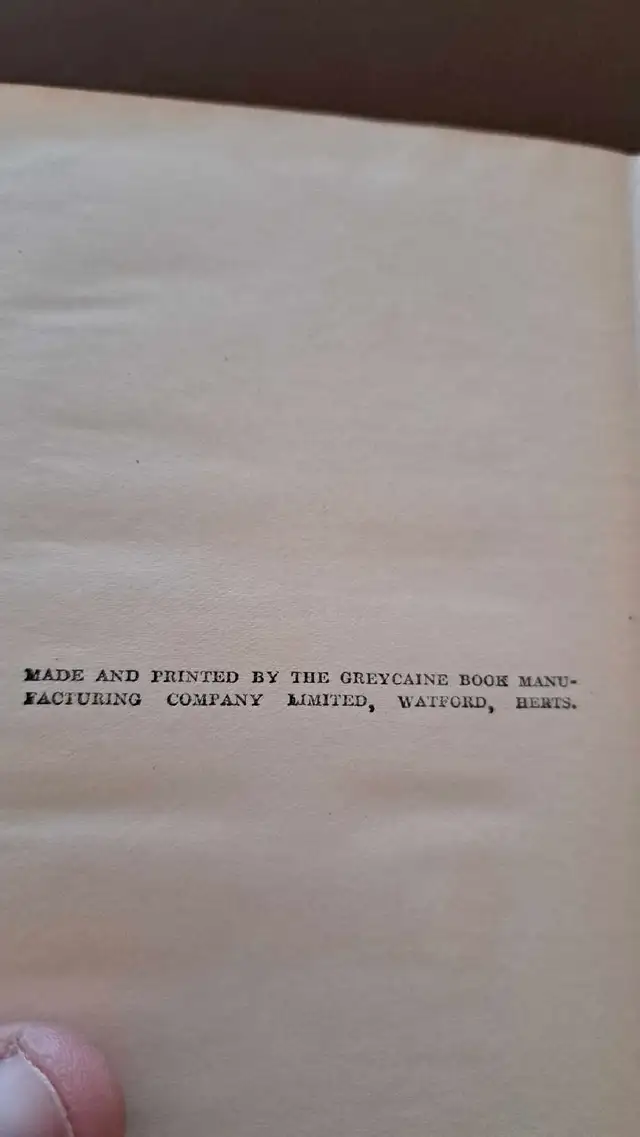 MADE AND PRINTED BY THE GREYCAINE BOOK MANU-
FACTURING COMPANY LIMITED, WATFORD, HERTS.